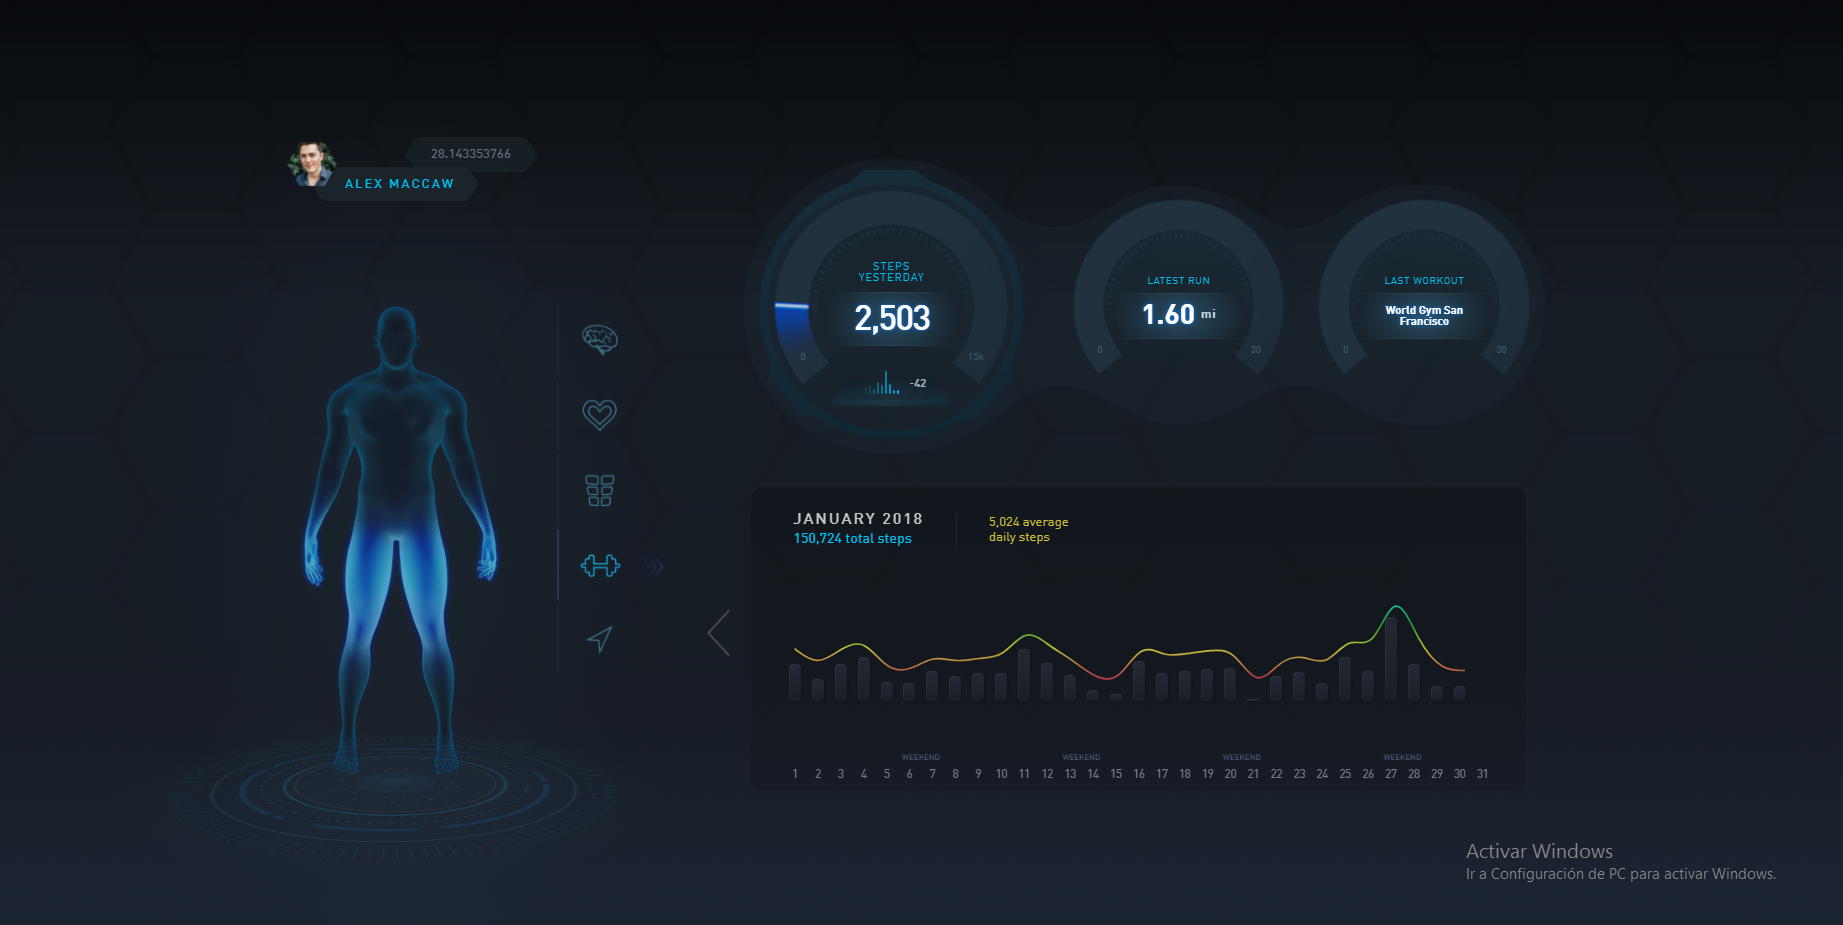 28.143353766
ALEX MACCAW
STEPS
YESTERDAY
2,503
0
15k
-42
LATEST RUN
1.60 mi
0
30
LAST WORKOUT
World Gym San
Francisco
0
30
JANUARY 2018
150,724 total steps
5,024 average
daily steps
WEEKEND WEEKEND WEEKEND WEEKEND
1 2 3 4 5 6 7 8 9 10 11 12 13 14 15 16 17 18 19 20 21 22 23 24 25 26 27 28 29 30 31
Activar Windows
Ir a Configuración de PC para activar Windows.